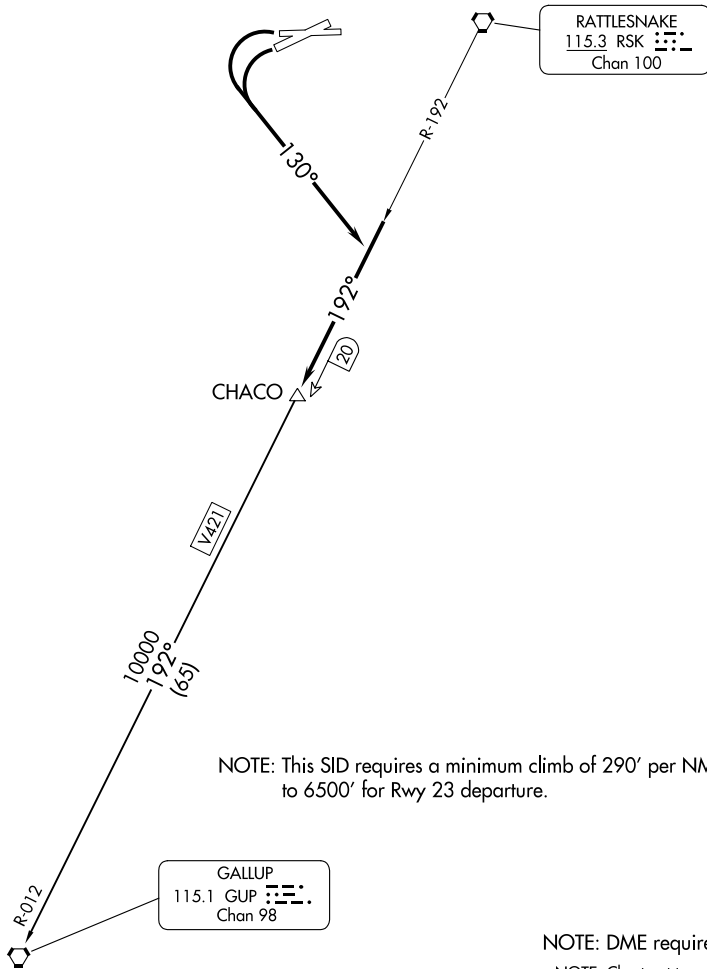 RATTLESNAKE
115.3 RSK
Chan 100
R-192
130°
192°
20
CHACO
V421
10000
192°
(65)
NOTE: This SID requires a minimum climb of 290' per NM
to 6500' for Rwy 23 departure.
GALLUP
115.1 GUP
Chan 98
R-012
NOTE: DME require